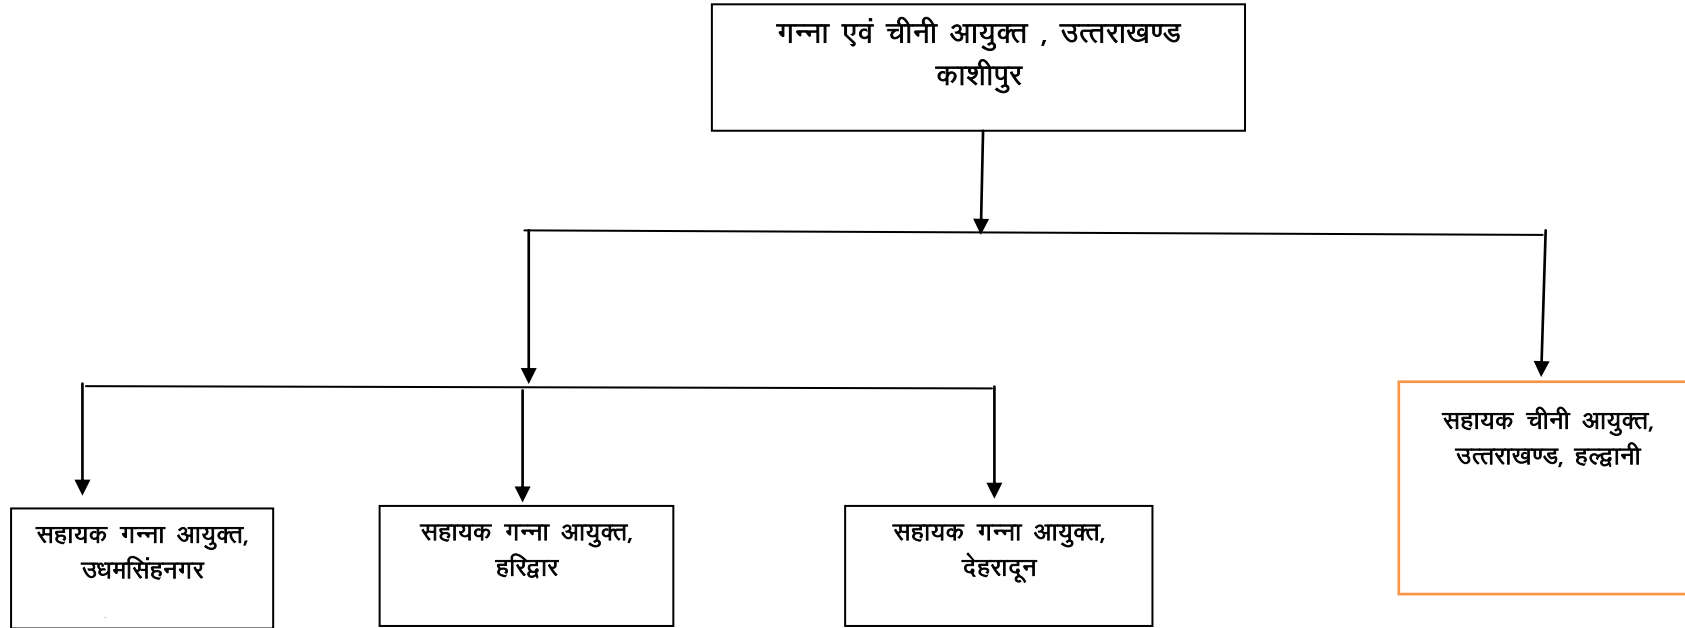 गन्ना एवं चीनी आयुक्त , उत्तराखण्ड
काशीपुर
सहायक चीनी आयुक्त,
उत्तराखण्ड, हल्द्वानी
सहायक गन्ना आयुक्त,
उधमसिंहनगर
सहायक गन्ना आयुक्त,
हरिद्वार
सहायक गन्ना आयुक्त,
देहरादून